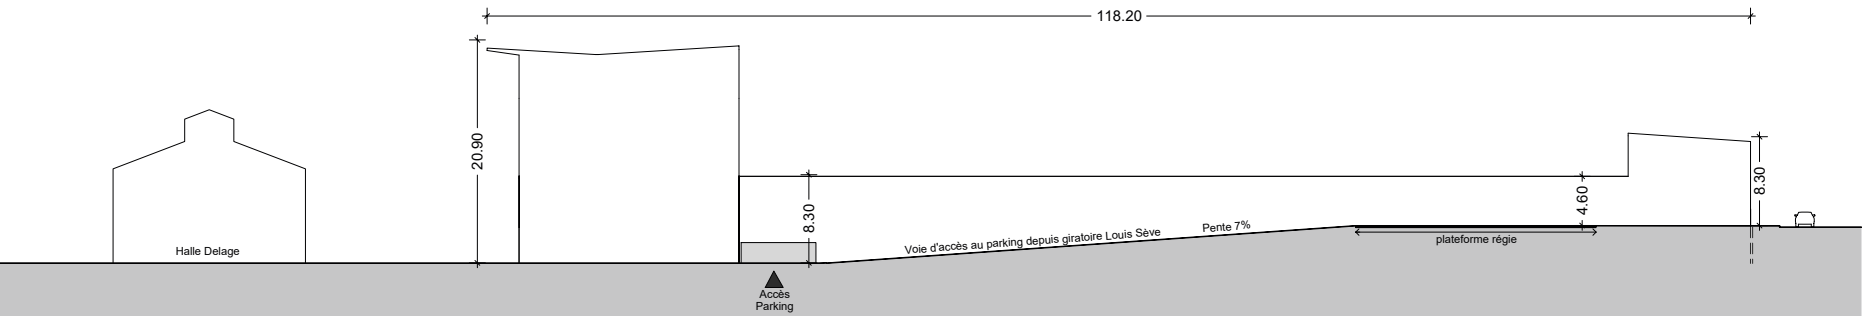 118.20
20.90
8.30
4.60
8.30
Halle Delage
Voie d'accès au parking depuis giratoire Louis Sève
Pente 7%
plateforme régie
Accès
Parking